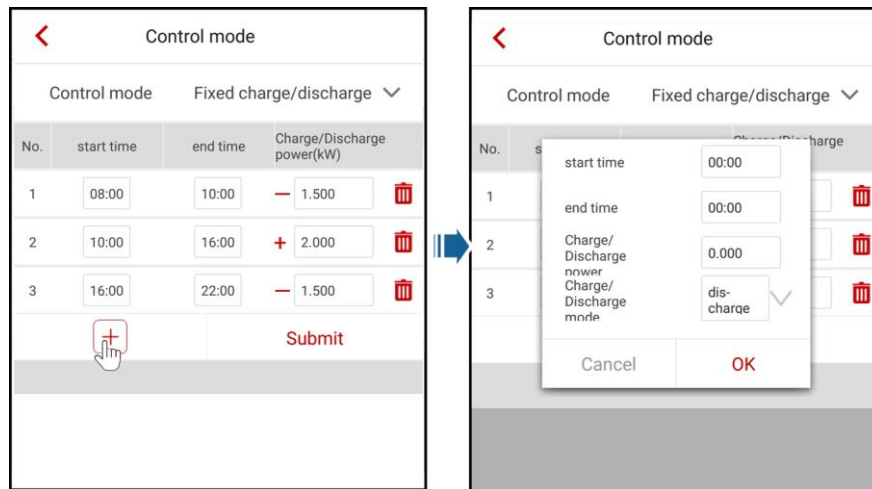 Control mode
Control mode Fixed charge/discharge
No. start time end time Charge/Discharge
power(kW)
1 08:00 10:00 − 1.500
2 10:00 16:00 + 2.000
3 16:00 22:00 − 1.500
+ Submit
Control mode
Control mode Fixed charge/discharge
No.
1
2
3
start time 00:00
end time 00:00
Charge/
Discharge
power
0.000
Charge/
Discharge
mode
dis-
charge
Cancel OK